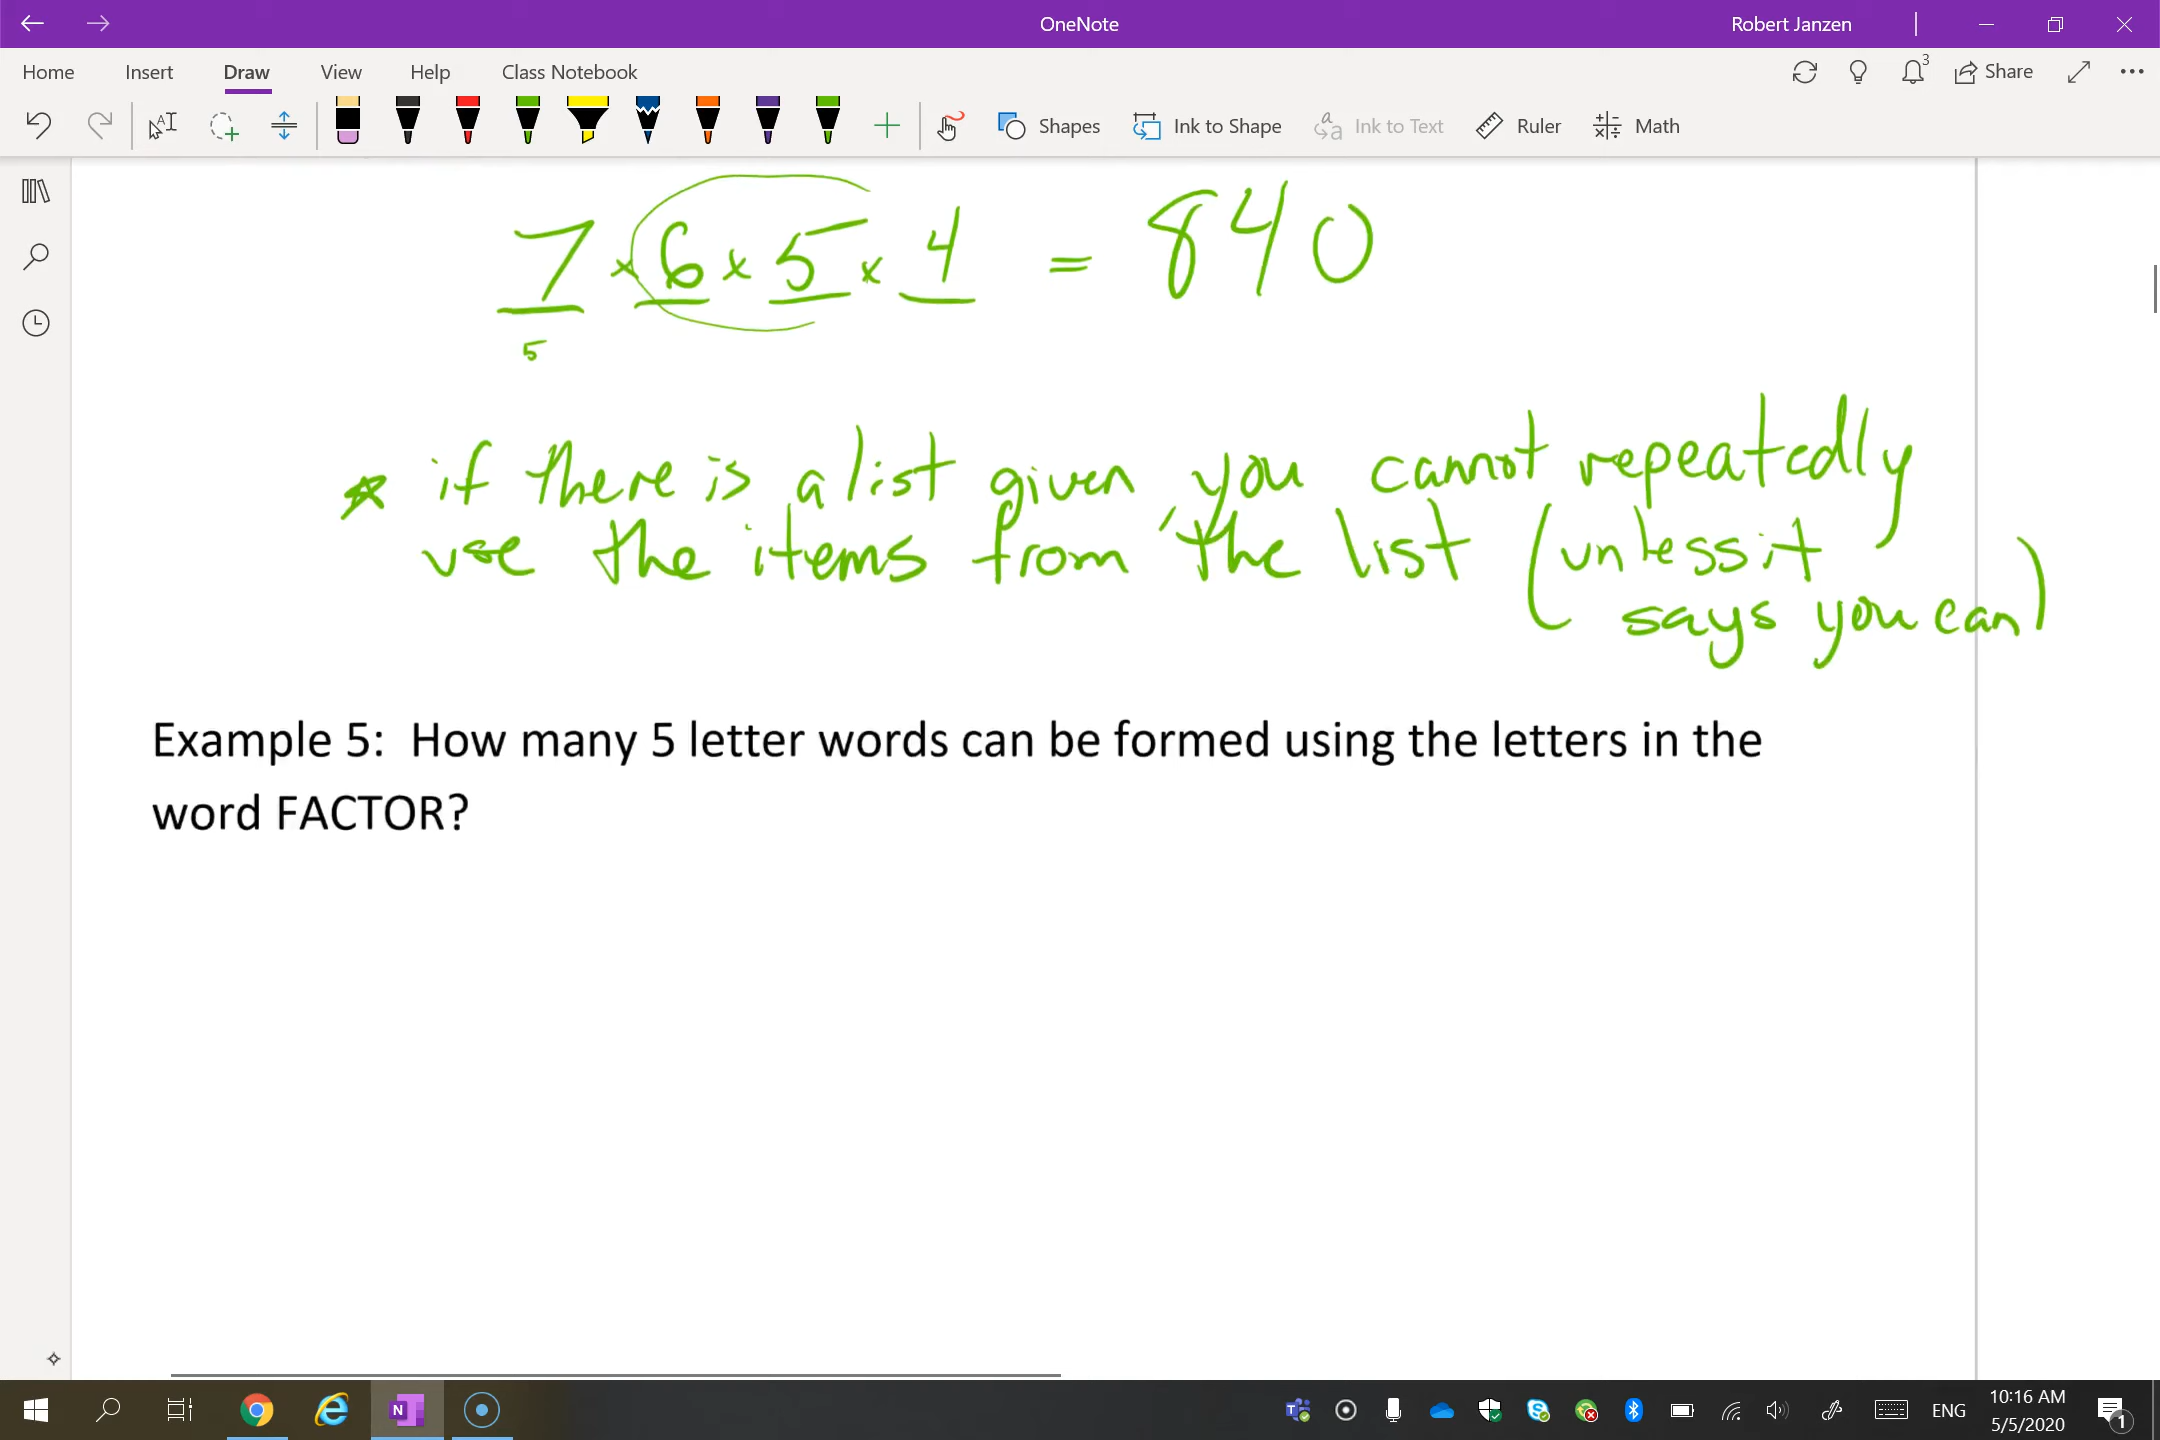 OneNote
Robert Janzen
Home Insert Draw View Help Class Notebook
3
Share
Shapes Ink to Shape Ink to Text Ruler Math
7 × 6 × 5 × 4 = 840
5
* if there is a list given, you cannot repeatedly
use the items from the list (unless it
says you can)
Example 5: How many 5 letter words can be formed using the letters in the
word FACTOR?
ENG
10:16 AM
5/5/2020
1